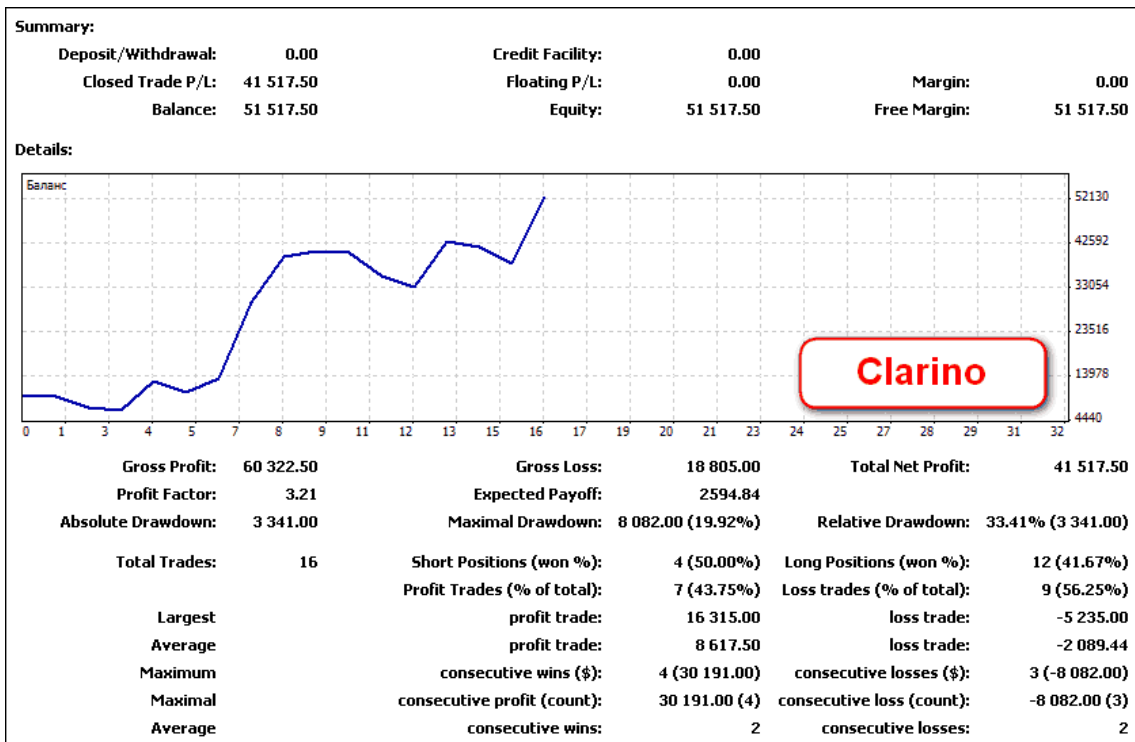 Summary:
Deposit/Withdrawal: 0.00 Credit Facility: 0.00
Closed Trade P/L: 41 517.50 Floating P/L: 0.00 Margin: 0.00
Balance: 51 517.50 Equity: 51 517.50 Free Margin: 51 517.50
Details:
Баланс
52130
42592
33054
23516
13978
4440
Clarino
0 1 3 4 5 7 8 9 11 12 13 15 16 17 19 20 21 23 24 25 27 28 29 31 32
Gross Profit: 60 322.50 Gross Loss: 18 805.00 Total Net Profit: 41 517.50
Profit Factor: 3.21 Expected Payoff: 2594.84
Absolute Drawdown: 3 341.00 Maximal Drawdown: 8 082.00 (19.92%) Relative Drawdown: 33.41% (3 341.00)
Total Trades: 16 Short Positions (won %): 4 (50.00%) Long Positions (won %): 12 (41.67%)
Profit Trades (% of total): 7 (43.75%) Loss trades (% of total): 9 (56.25%)
Largest profit trade: 16 315.00 loss trade: -5 235.00
Average profit trade: 8 617.50 loss trade: -2 089.44
Maximum consecutive wins ($): 4 (30 191.00) consecutive losses ($): 3 (-8 082.00)
Maximal consecutive profit (count): 30 191.00 (4) consecutive loss (count): -8 082.00 (3)
Average consecutive wins: 2 consecutive losses: 2